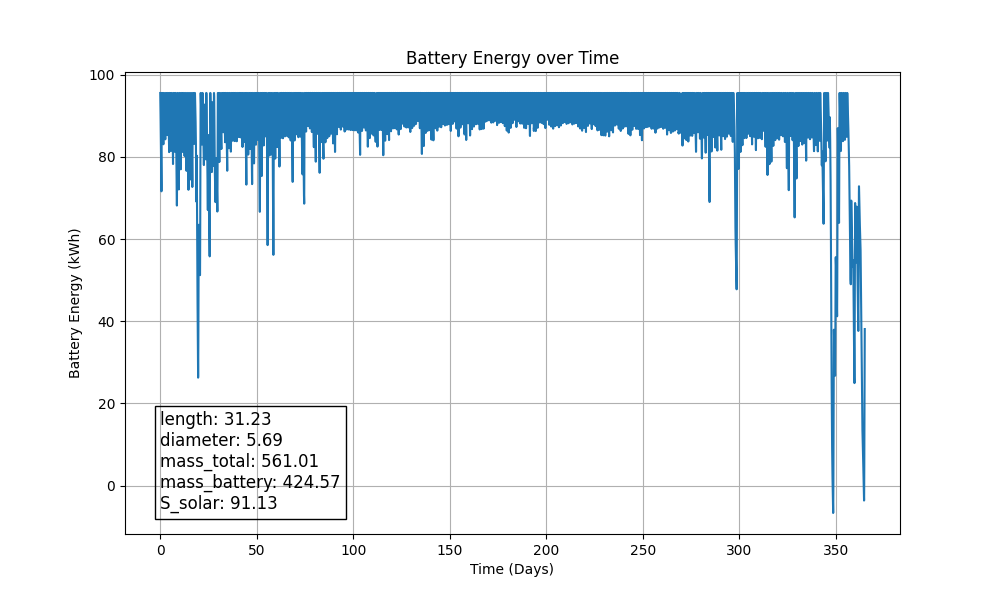 Battery Energy over Time
Battery Energy (kWh)
100
80
60
40
20
0
length: 31.23
diameter: 5.69
mass_total: 561.01
mass_battery: 424.57
S_solar: 91.13
0 50 100 150 200 250 300 350
Time (Days)